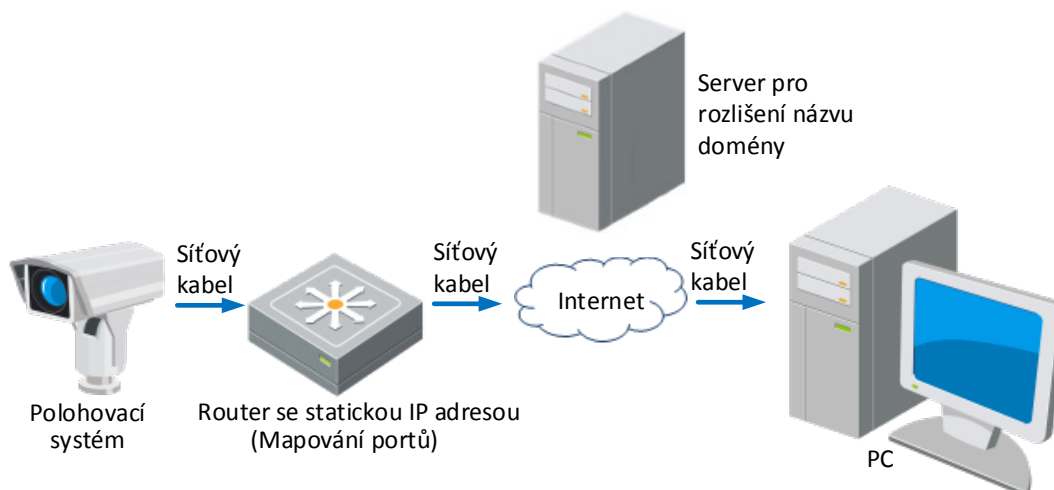 Server pro
rozlišení názvu
domény
Síťový
kabel
Síťový
kabel
Síťový
kabel
Internet
Polohovací
systém
Router se statickou IP adresou
(Mapování portů)
PC